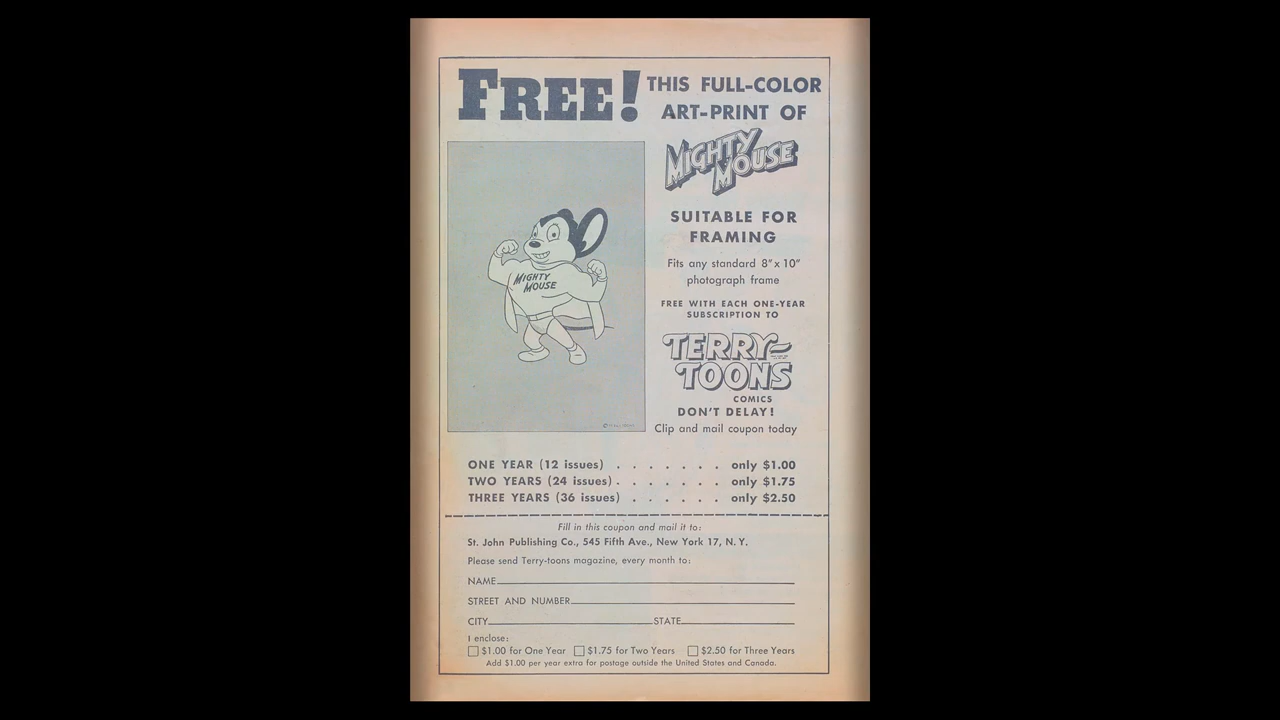 FREE! THIS FULL-COLOR
ART-PRINT OF
MIGHTY
MOUSE
SUITABLE FOR
FRAMING
Fits any standard 8" x 10"
photograph frame
FREE WITH EACH ONE-YEAR
SUBSCRIPTION TO
TERRY-
TOONS
COMICS
DON'T DELAY!
Clip and mail coupon today
MIGHTY
MOUSE
ONE YEAR (12 issues) . . . . . . . only $1.00
TWO YEARS (24 issues) . . . . . . . only $1.75
THREE YEARS (36 issues) . . . . . . only $2.50
Fill in this coupon and mail it to:
St. John Publishing Co., 545 Fifth Ave., New York 17, N. Y.
Please send Terry-toons magazine, every month to:
NAME
STREET AND NUMBER
CITY STATE
I enclose:
$1.00 for One Year $1.75 for Two Years $2.50 for Three Years
Add $1.00 per year extra for postage outside the United States and Canada.